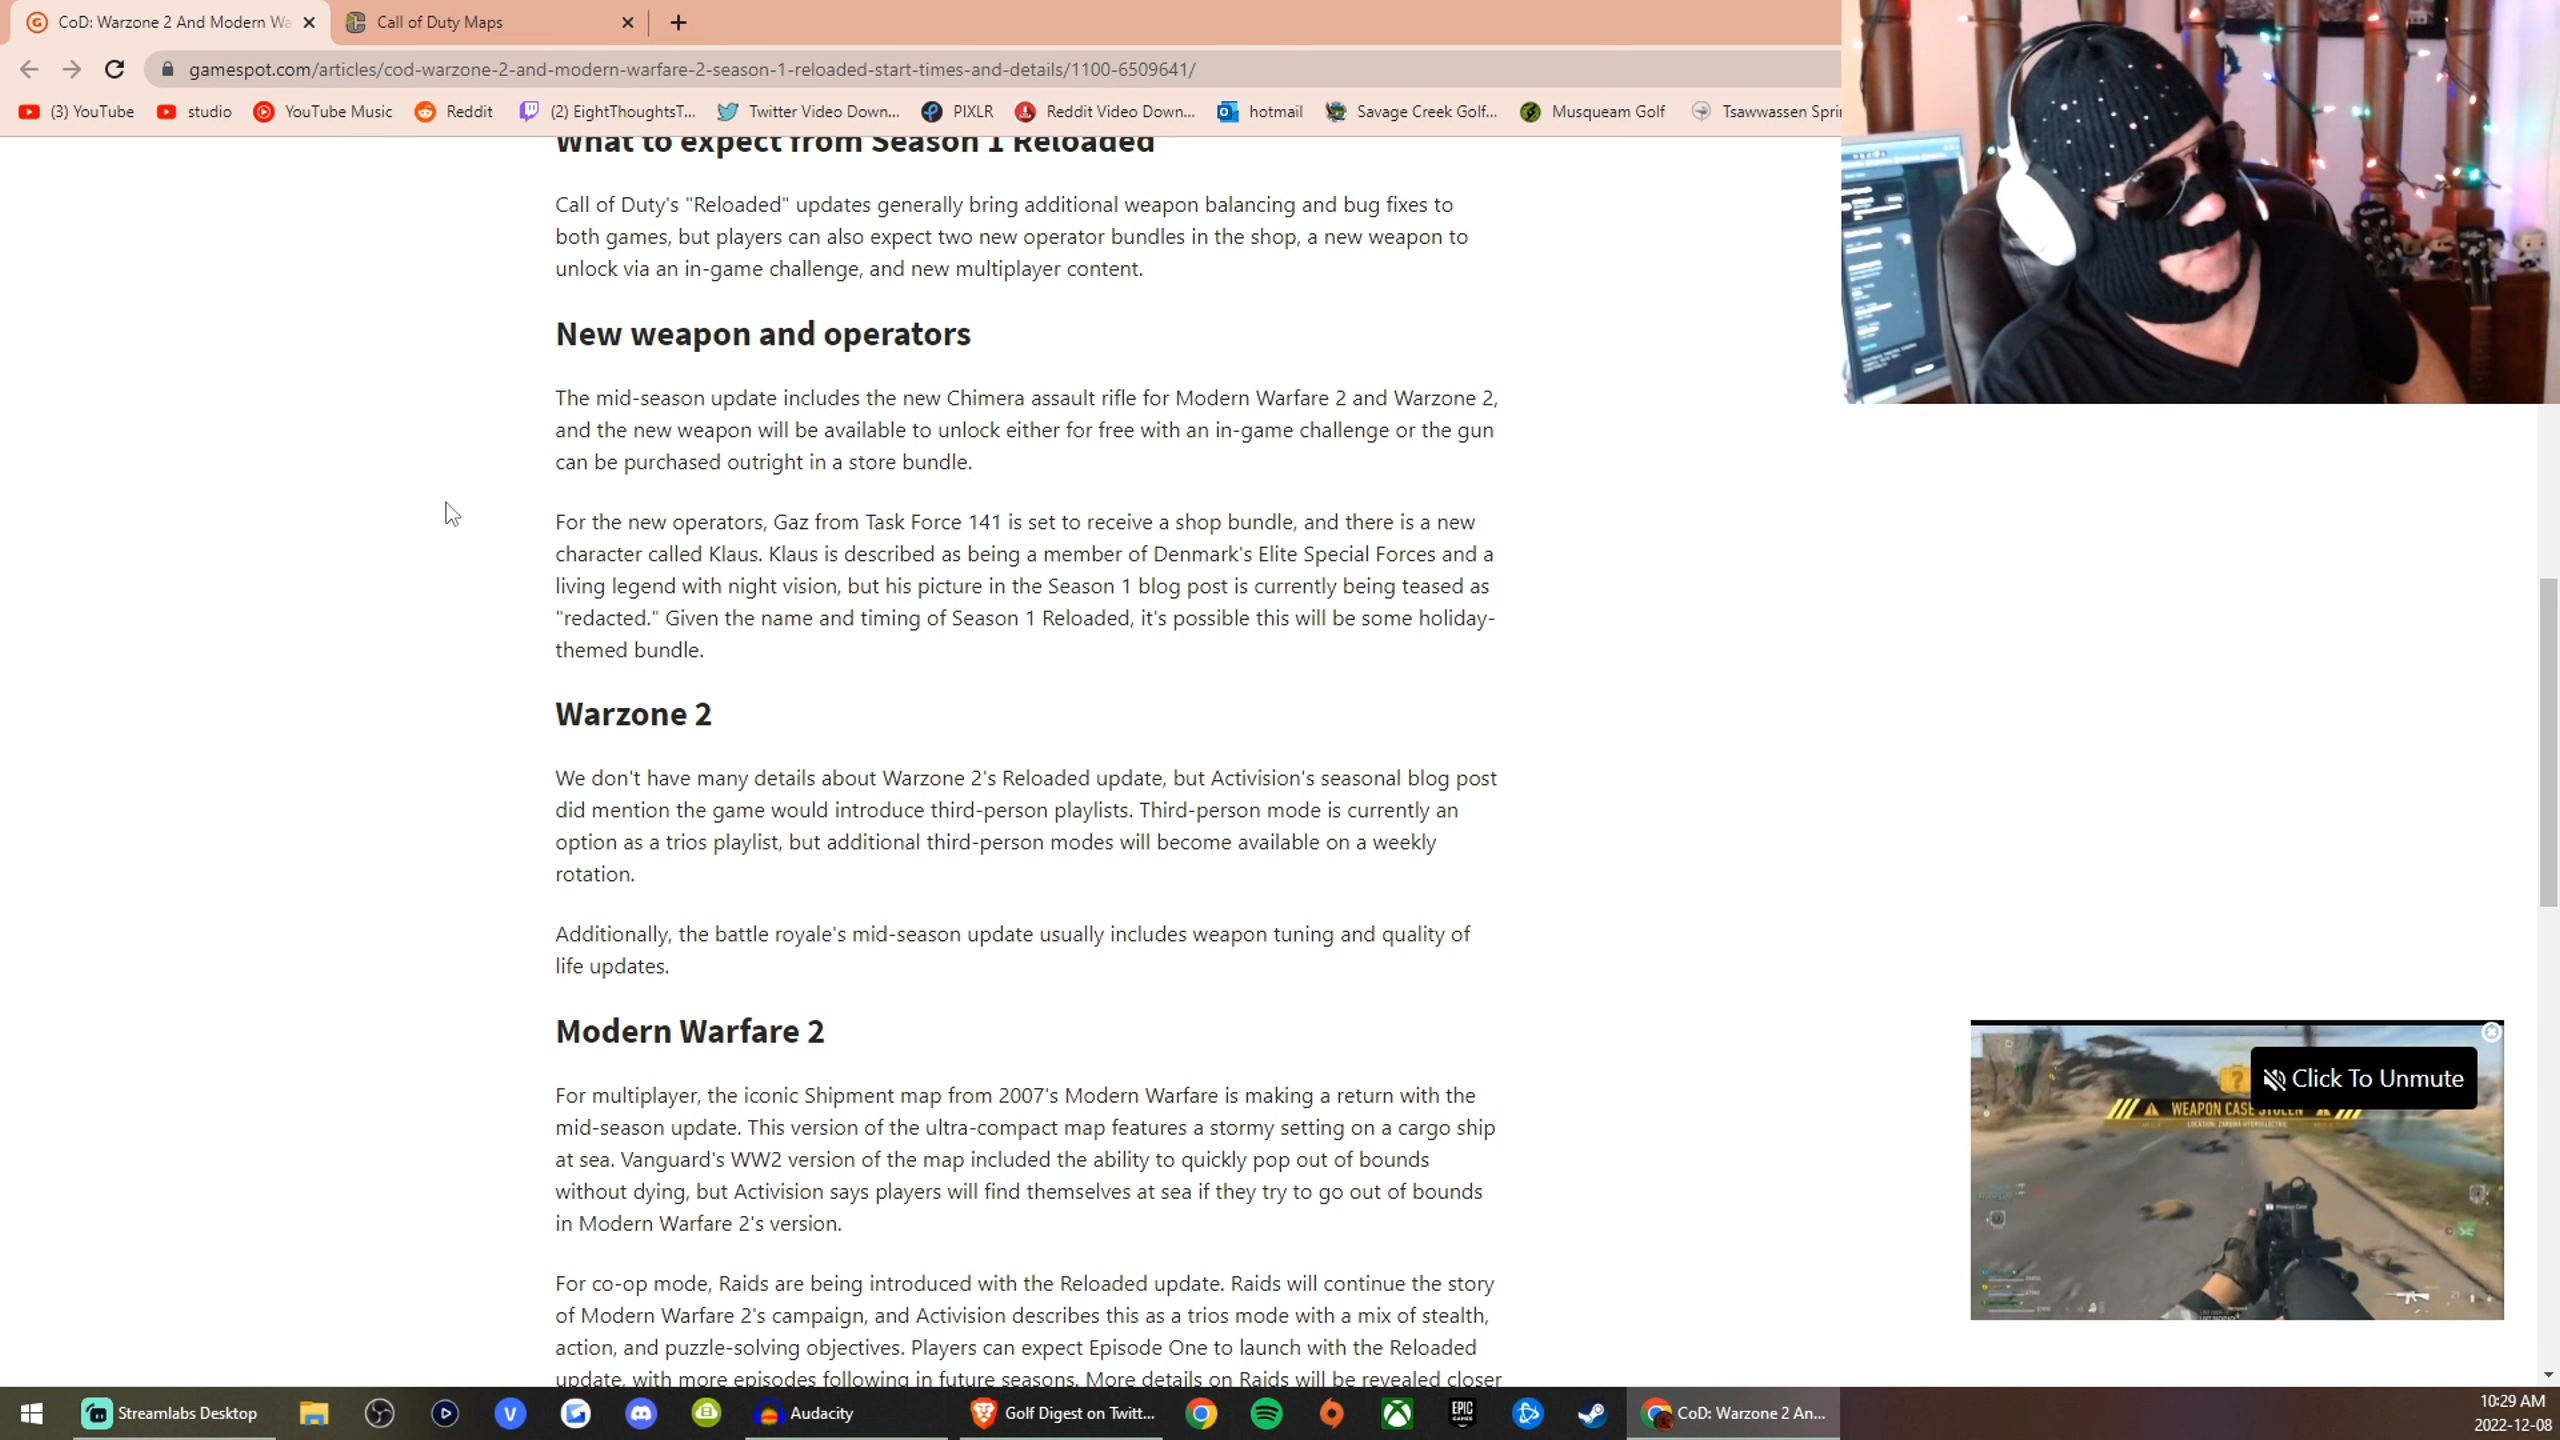 CoD: Warzone 2 And Modern Wa
Call of Duty Maps
gamespot.com/articles/cod-warzone-2-and-modern-warfare-2-season-1-reloaded-start-times-and-details/1100-6509641/
(3) YouTube studio YouTube Music Reddit (2) EightThoughtsT... Twitter Video Down... PIXLR Reddit Video Down... hotmail Savage Creek Golf... Musqueam Golf Tsawwassen Spri
What to expect from Season 1 Reloaded
Call of Duty's "Reloaded" updates generally bring additional weapon balancing and bug fixes to
both games, but players can also expect two new operator bundles in the shop, a new weapon to
unlock via an in-game challenge, and new multiplayer content.
New weapon and operators
The mid-season update includes the new Chimera assault rifle for Modern Warfare 2 and Warzone 2,
and the new weapon will be available to unlock either for free with an in-game challenge or the gun
can be purchased outright in a store bundle.
For the new operators, Gaz from Task Force 141 is set to receive a shop bundle, and there is a new
character called Klaus. Klaus is described as being a member of Denmark's Elite Special Forces and a
living legend with night vision, but his picture in the Season 1 blog post is currently being teased as
"redacted." Given the name and timing of Season 1 Reloaded, it's possible this will be some holiday-
themed bundle.
Warzone 2
We don't have many details about Warzone 2's Reloaded update, but Activision's seasonal blog post
did mention the game would introduce third-person playlists. Third-person mode is currently an
option as a trios playlist, but additional third-person modes will become available on a weekly
rotation.
Additionally, the battle royale's mid-season update usually includes weapon tuning and quality of
life updates.
Modern Warfare 2
For multiplayer, the iconic Shipment map from 2007's Modern Warfare is making a return with the
mid-season update. This version of the ultra-compact map features a stormy setting on a cargo ship
at sea. Vanguard's WW2 version of the map included the ability to quickly pop out of bounds
without dying, but Activision says players will find themselves at sea if they try to go out of bounds
in Modern Warfare 2's version.
For co-op mode, Raids are being introduced with the Reloaded update. Raids will continue the story
of Modern Warfare 2's campaign, and Activision describes this as a trios mode with a mix of stealth,
action, and puzzle-solving objectives. Players can expect Episode One to launch with the Reloaded
update, with more episodes following in future seasons. More details on Raids will be revealed closer
Click To Unmute
WEAPON CASE STOLEN
LOCATION: ZARQWA HYDROELECTRIC
Streamlabs Desktop
Audacity
Golf Digest on Twitt...
EPIC GAMES
CoD: Warzone 2 An...
10:29 AM
2022-12-08